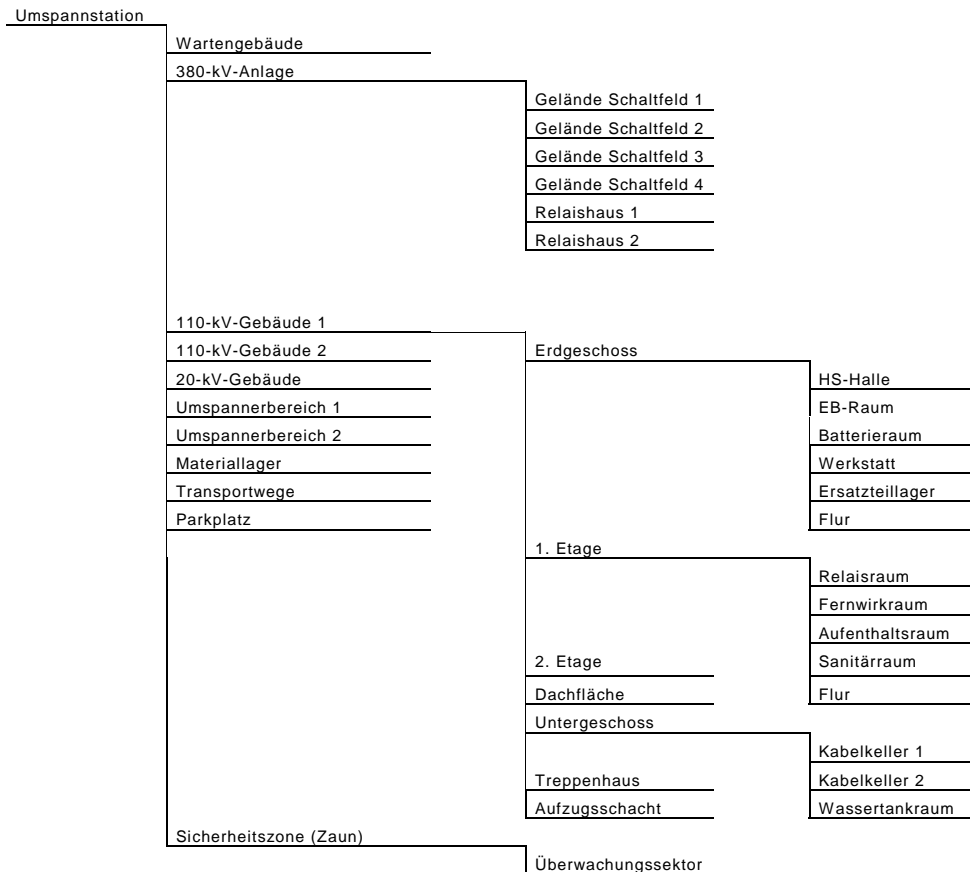 Umspannstation
Wartengebäude
380-kV-Anlage
Gelände Schaltfeld 1
Gelände Schaltfeld 2
Gelände Schaltfeld 3
Gelände Schaltfeld 4
Relaishaus 1
Relaishaus 2
110-kV-Gebäude 1
110-kV-Gebäude 2
Erdgeschoss
20-kV-Gebäude
HS-Halle
Umspannerbereich 1
EB-Raum
Umspannerbereich 2
Batterieraum
Materiallager
Werkstatt
Transportwege
Ersatzteillager
Parkplatz
Flur
1. Etage
Relaisraum
Fernwirkraum
Aufenthaltsraum
2. Etage
Sanitärraum
Dachfläche
Flur
Untergeschoss
Kabelkeller 1
Treppenhaus
Kabelkeller 2
Aufzugsschacht
Wassertankraum
Sicherheitszone (Zaun)
Überwachungssektor